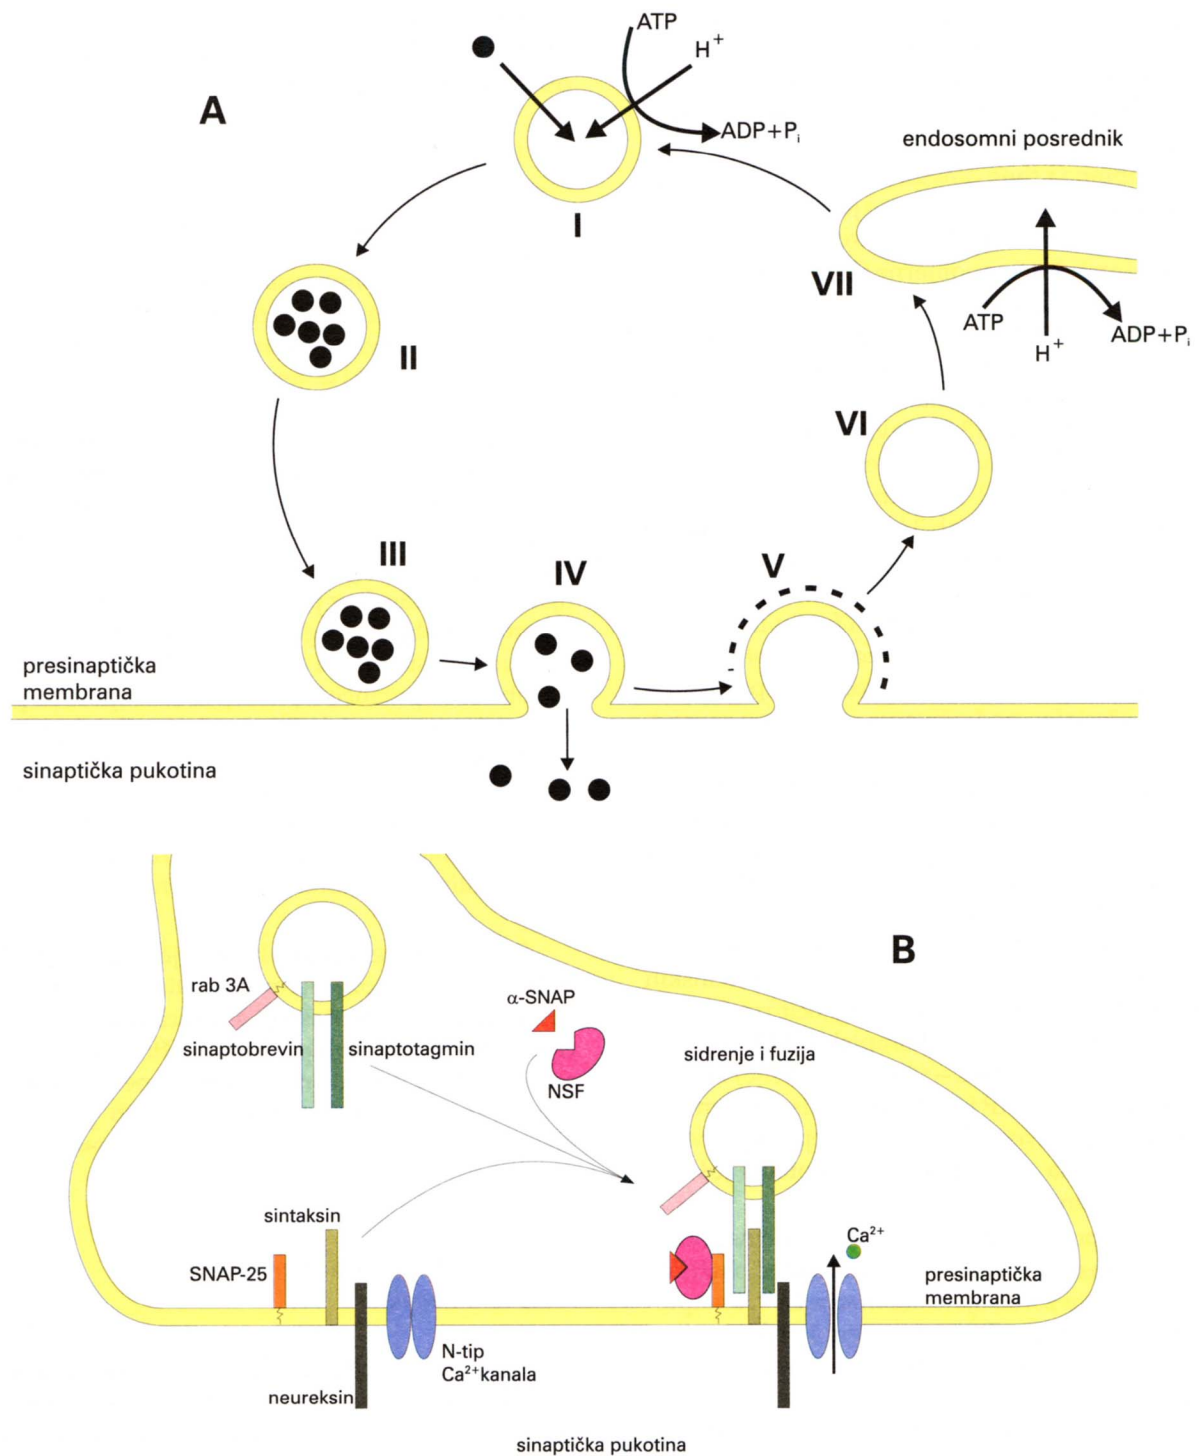 ATP
H⁺
A
ADP+Pᵢ
endosomni posrednik
I
VII
II
ATP
H⁺
ADP+Pᵢ
VI
III
IV
V
presinaptička
membrana
sinaptička pukotina
B
rab 3A
α-SNAP
sinaptobrevin
sinaptotagmin
NSF
sidrenje i fuzija
sintaksin
SNAP-25
Ca²⁺
presinaptička
membrana
N-tip
Ca²⁺kanala
neureksin
sinaptička pukotina